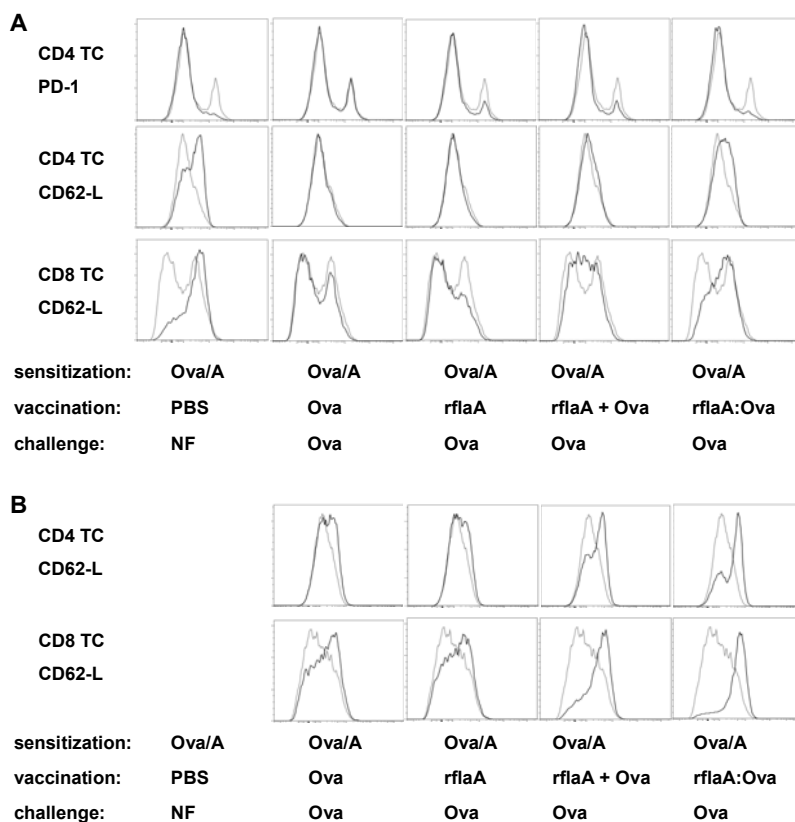 A
CD4 TC
PD-1
CD4 TC
CD62-L
CD8 TC
CD62-L
sensitization: Ova/A Ova/A Ova/A Ova/A Ova/A
vaccination: PBS Ova rflaA rflaA + Ova rflaA:Ova
challenge: NF Ova Ova Ova Ova
B
CD4 TC
CD62-L
CD8 TC
CD62-L
sensitization: Ova/A Ova/A Ova/A Ova/A Ova/A
vaccination: PBS Ova rflaA rflaA + Ova rflaA:Ova
challenge: NF Ova Ova Ova Ova